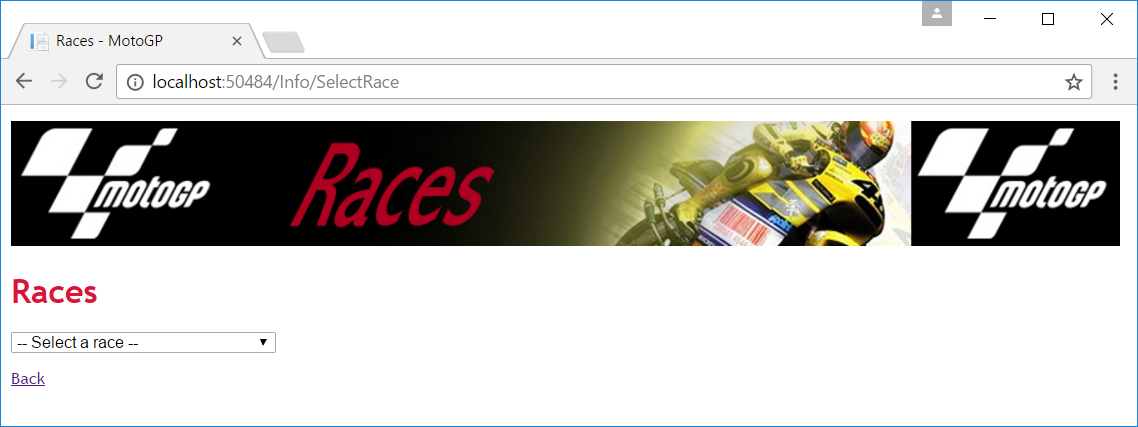 Races - MotoGP
localhost:50484/Info/SelectRace
MotoGP
Races
MotoGP
Races
-- Select a race --
Back